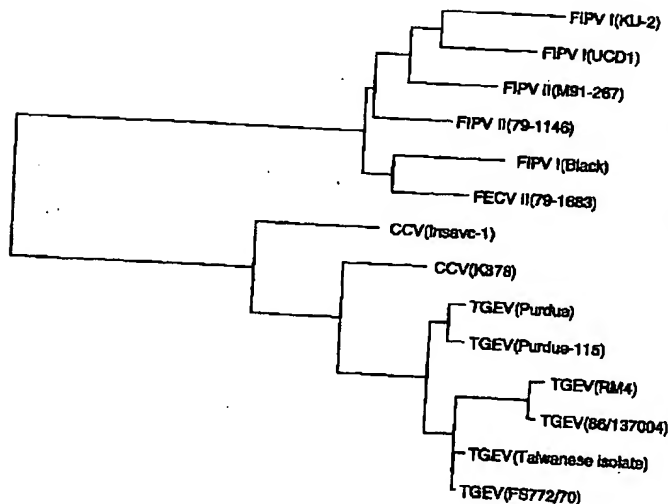 FIPV I(KU-2)
FIPV I(UCD1)
FIPV II(M91-267)
FIPV II(79-1146)
FIPV I(Black)
FECV II(79-1683)
CCV(Insavc-1)
CCV(K378)
TGEV(Purdue)
TGEV(Purdue-115)
TGEV(RM4)
TGEV(86/137004)
TGEV(Taiwanese isolate)
TGEV(FS772/70)